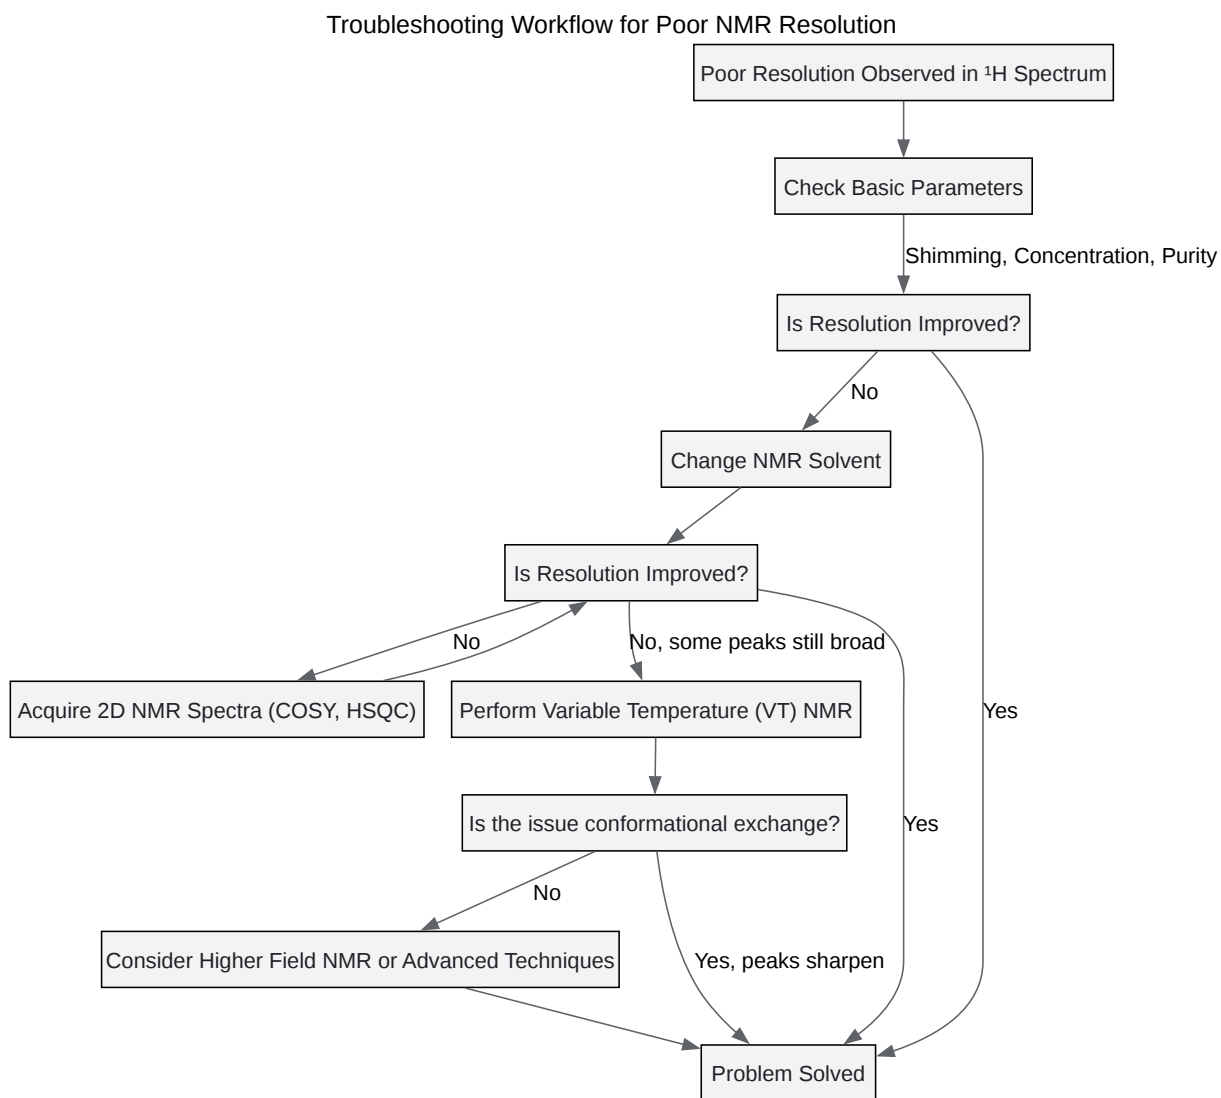 Troubleshooting Workflow for Poor NMR Resolution
Poor Resolution Observed in ¹H Spectrum
Check Basic Parameters
Shimming, Concentration, Purity
Is Resolution Improved?
No
Change NMR Solvent
Is Resolution Improved?
No
No, some peaks still broad
Acquire 2D NMR Spectra (COSY, HSQC)
Perform Variable Temperature (VT) NMR
Yes
Is the issue conformational exchange?
Yes
No
Consider Higher Field NMR or Advanced Techniques
Yes, peaks sharpen
Problem Solved